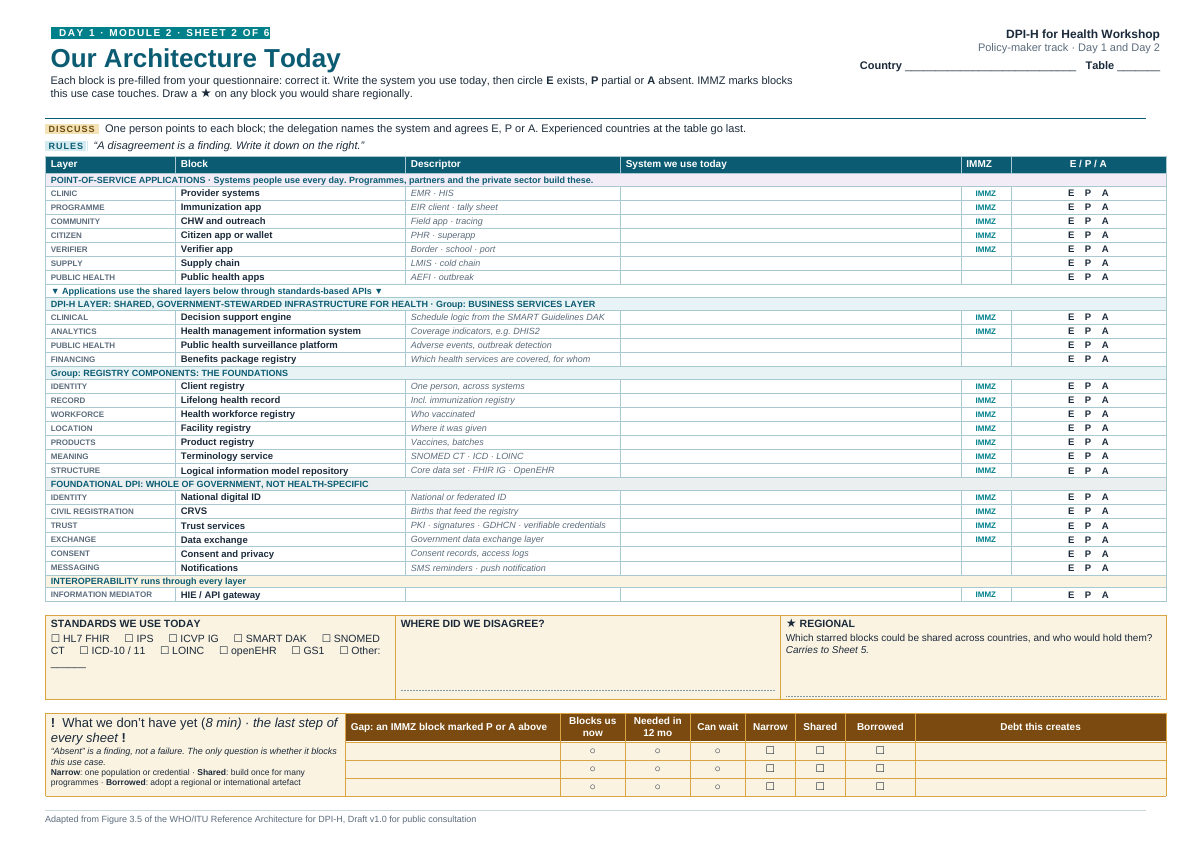 DAY 1 · MODULE 2 · SHEET 2 OF 6
Our Architecture Today
Each block is pre-filled from your questionnaire: correct it. Write the system you use today, then circle E exists, P partial or A absent. IMMZ marks blocks
this use case touches. Draw a ★ on any block you would share regionally.
DPI-H for Health Workshop
Policy-maker track · Day 1 and Day 2
Country ____________________________ Table _______
DISCUSS One person points to each block; the delegation names the system and agrees E, P or A. Experienced countries at the table go last.
RULES “A disagreement is a finding. Write it down on the right.”
Layer Block Descriptor System we use today IMMZ E / P / A
POINT-OF-SERVICE APPLICATIONS · Systems people use every day. Programmes, partners and the private sector build these.
CLINIC Provider systems EMR · HIS IMMZ E P A
PROGRAMME Immunization app EIR client · tally sheet IMMZ E P A
COMMUNITY CHW and outreach Field app · tracing IMMZ E P A
CITIZEN Citizen app or wallet PHR · superapp IMMZ E P A
VERIFIER Verifier app Border · school · port IMMZ E P A
SUPPLY Supply chain LMIS · cold chain E P A
PUBLIC HEALTH Public health apps AEFI · outbreak E P A
▼ Applications use the shared layers below through standards-based APIs ▼
DPI-H LAYER: SHARED, GOVERNMENT-STEWARDED INFRASTRUCTURE FOR HEALTH · Group: BUSINESS SERVICES LAYER
CLINICAL Decision support engine Schedule logic from the SMART Guidelines DAK IMMZ E P A
ANALYTICS Health management information system Coverage indicators, e.g. DHIS2 IMMZ E P A
PUBLIC HEALTH Public health surveillance platform Adverse events, outbreak detection E P A
FINANCING Benefits package registry Which health services are covered, for whom E P A
Group: REGISTRY COMPONENTS: THE FOUNDATIONS
IDENTITY Client registry One person, across systems IMMZ E P A
RECORD Lifelong health record Incl. immunization registry IMMZ E P A
WORKFORCE Health workforce registry Who vaccinated IMMZ E P A
LOCATION Facility registry Where it was given IMMZ E P A
PRODUCTS Product registry Vaccines, batches IMMZ E P A
MEANING Terminology service SNOMED CT · ICD · LOINC IMMZ E P A
STRUCTURE Logical information model repository Core data set · FHIR IG · OpenEHR IMMZ E P A
FOUNDATIONAL DPI: WHOLE OF GOVERNMENT, NOT HEALTH-SPECIFIC
IDENTITY National digital ID National or federated ID IMMZ E P A
CIVIL REGISTRATION CRVS Births that feed the registry IMMZ E P A
TRUST Trust services PKI · signatures · GDHCN · verifiable credentials IMMZ E P A
EXCHANGE Data exchange Government data exchange layer IMMZ E P A
CONSENT Consent and privacy Consent records, access logs E P A
MESSAGING Notifications SMS reminders · push notification E P A
INTEROPERABILITY runs through every layer
INFORMATION MEDIATOR HIE / API gateway IMMZ E P A
STANDARDS WE USE TODAY
☐ HL7 FHIR ☐ IPS ☐ ICVP IG ☐ SMART DAK ☐ SNOMED
CT ☐ ICD-10 / 11 ☐ LOINC ☐ openEHR ☐ GS1 ☐ Other:
______
WHERE DID WE DISAGREE?
★ REGIONAL
Which starred blocks could be shared across countries, and who would hold them?
Carries to Sheet 5.
! What we don’t have yet (8 min) · the last step of
every sheet !
“Absent” is a finding, not a failure. The only question is whether it blocks
this use case.
Narrow: one population or credential · Shared: build once for many
programmes · Borrowed: adopt a regional or international artefact
Gap: an IMMZ block marked P or A above Blocks us now Needed in 12 mo Can wait Narrow Shared Borrowed Debt this creates
○ ○ ○ ☐ ☐ ☐
○ ○ ○ ☐ ☐ ☐
○ ○ ○ ☐ ☐ ☐
Adapted from Figure 3.5 of the WHO/ITU Reference Architecture for DPI-H, Draft v1.0 for public consultation